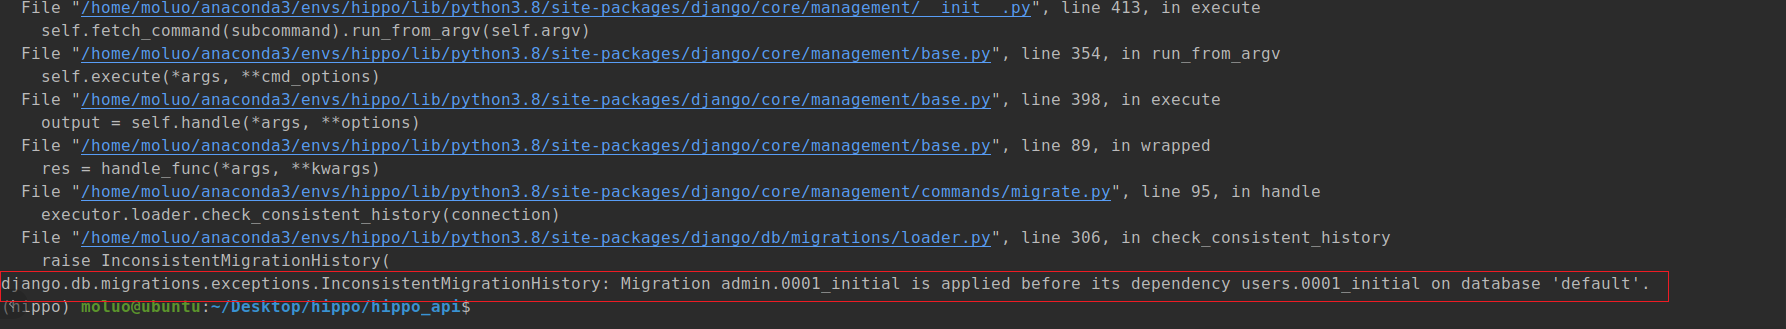 File "/home/moluo/anaconda3/envs/hippo/lib/python3.8/site-packages/django/core/management/__init__.py", line 413, in execute
self.fetch_command(subcommand).run_from_argv(self.argv)
File "/home/moluo/anaconda3/envs/hippo/lib/python3.8/site-packages/django/core/management/base.py", line 354, in run_from_argv
self.execute(*args, **cmd_options)
File "/home/moluo/anaconda3/envs/hippo/lib/python3.8/site-packages/django/core/management/base.py", line 398, in execute
output = self.handle(*args, **options)
File "/home/moluo/anaconda3/envs/hippo/lib/python3.8/site-packages/django/core/management/base.py", line 89, in wrapped
res = handle_func(*args, **kwargs)
File "/home/moluo/anaconda3/envs/hippo/lib/python3.8/site-packages/django/core/management/commands/migrate.py", line 95, in handle
executor.loader.check_consistent_history(connection)
File "/home/moluo/anaconda3/envs/hippo/lib/python3.8/site-packages/django/db/migrations/loader.py", line 306, in check_consistent_history
raise InconsistentMigrationHistory(
django.db.migrations.exceptions.InconsistentMigrationHistory: Migration admin.0001_initial is applied before its dependency users.0001_initial on database 'default'.
(hippo) moluo@ubuntu:~/Desktop/hippo/hippo_api$